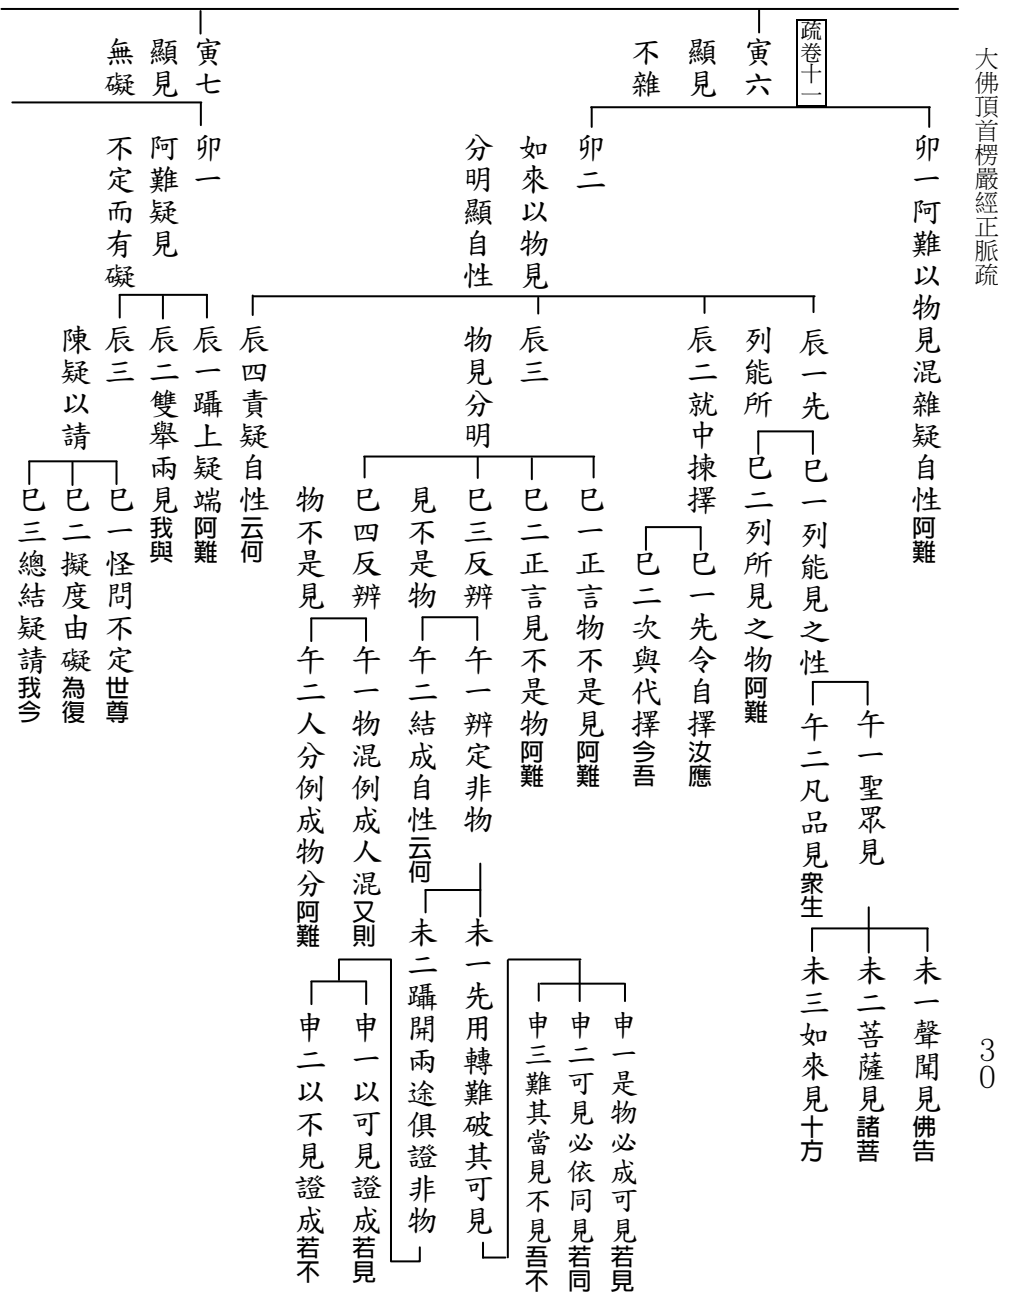 大佛頂首楞嚴經正脈疏
30
疏卷十一
寅六
顯見
不雜
卯一阿難以物見混雜疑自性阿難
卯二
如來以物見
分明顯自性
辰一先
列能所
巳一列能見之性
午一聖眾見
未一聲聞見佛告
未二菩薩見諸菩
未三如來見十方
午二凡品見衆生
巳二列所見之物阿難
辰二就中揀擇
巳一先令自擇汝應
巳二次與代擇今吾
辰三
物見分明
巳一正言物不是見阿難
巳二正言見不是物阿難
巳三反辨
見不是物
午一辨定非物
未一先用轉難破其可見
申一是物必成可見若見
申二可見必依同見若同
申三難其當見不見吾不
未二躡開兩途俱證非物
申一以可見證成若見
申二以不見證成若不
午二結成自性云何
巳四反辨
物不是見
午一物混例成人混又則
午二人分例成物分阿難
辰四責疑自性云何
寅七
顯見
無礙
卯一
阿難疑見
不定而有礙
辰一躡上疑端阿難
辰二雙舉兩見我與
辰三
陳疑以請
巳一怪問不定世尊
巳二擬度由礙為復
巳三總結疑請我今